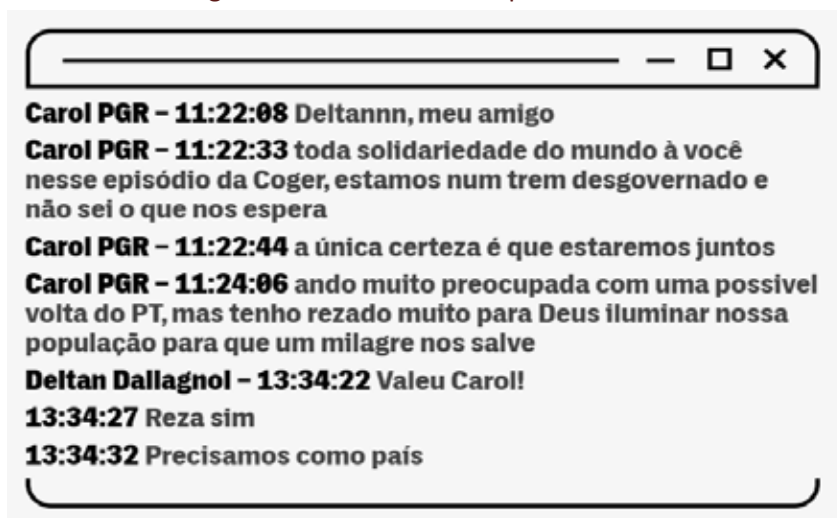 Carol PGR – 11:22:08 Deltannn, meu amigo
Carol PGR – 11:22:33 toda solidariedade do mundo à você
nesse episódio da Coger, estamos num trem desgovernado e
não sei o que nos espera
Carol PGR – 11:22:44 a única certeza é que estaremos juntos
Carol PGR – 11:24:06 ando muito preocupada com uma possivel
volta do PT, mas tenho rezado muito para Deus iluminar nossa
população para que um milagre nos salve
Deltan Dallagnol – 13:34:22 Valeu Carol!
13:34:27 Reza sim
13:34:32 Precisamos como país